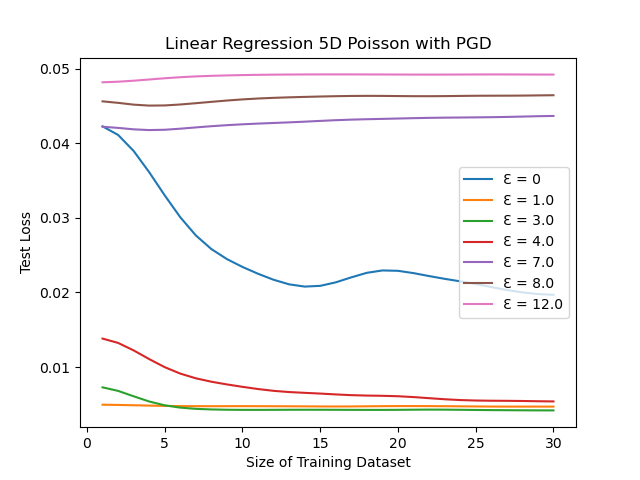 Linear Regression 5D Poisson with PGD
Test Loss
0.05
0.04
0.03
0.02
0.01
ℇ = 0
ℇ = 1.0
ℇ = 3.0
ℇ = 4.0
ℇ = 7.0
ℇ = 8.0
ℇ = 12.0
0 5 10 15 20 25 30
Size of Training Dataset